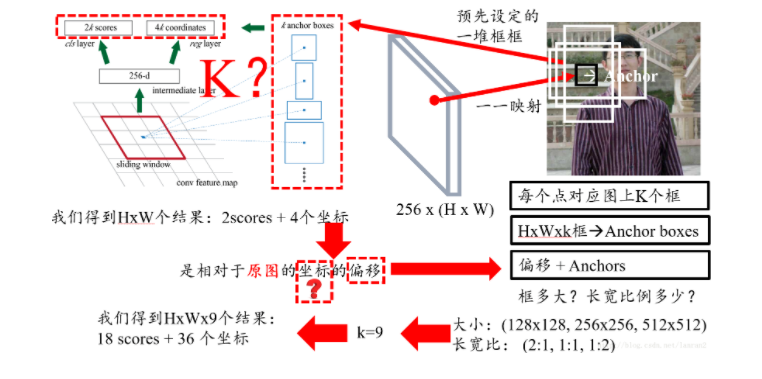 2k scores
4k coordinates
k anchor boxes
cls layer
reg layer
256-d
intermediate layer
K?
sliding window
conv feature map
预先设定的
一堆框框
Anchor
一一映射
256 x (H x W)
每个点对应图上K个框
HxWxk框→Anchor boxes
偏移 + Anchors
框多大？长宽比例多少？
我们得到HxW个结果：2scores + 4个坐标
是相对于原图的坐标的偏移
?
我们得到HxWx9个结果：
18 scores + 36 个坐标
k=9
大小：(128x128, 256x256, 512x512)
长宽比： (2:1, 1:1, 1:2)